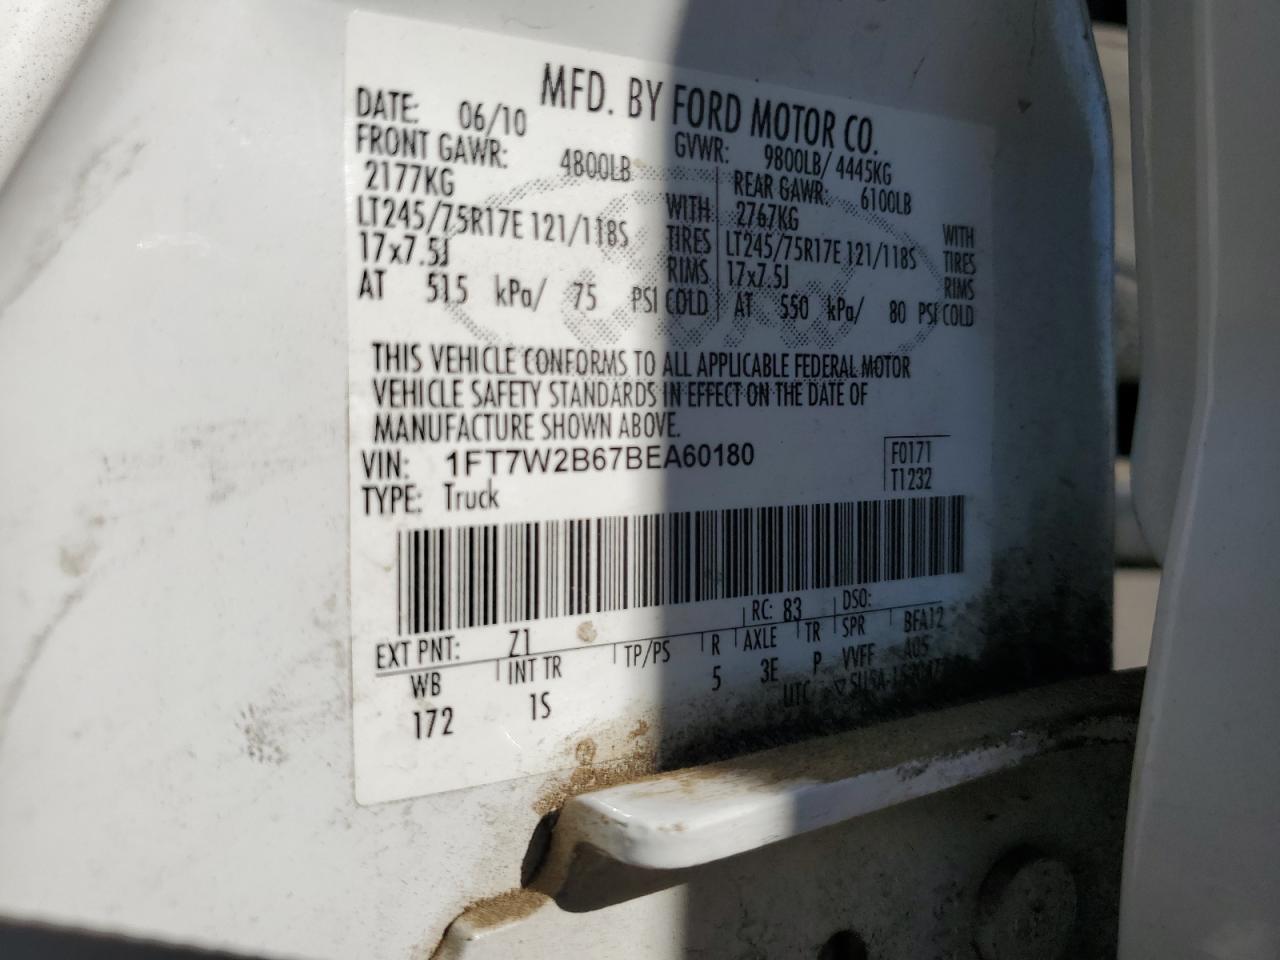 MFD. BY FORD MOTOR CO.
DATE: 06/10 GVWR: 9800LB/ 4445KG
FRONT GAWR: 4800LB REAR GAWR: 6100LB
2177KG WITH 2767KG WITH
LT245/75R17E 121/118S TIRES LT245/75R17E 121/118S TIRES
17x7.5J RIMS 17x7.5J RIMS
AT 515 kPa/ 75 PSI COLD AT 550 kPa/ 80 PSI COLD
THIS VEHICLE CONFORMS TO ALL APPLICABLE FEDERAL MOTOR
VEHICLE SAFETY STANDARDS IN EFFECT ON THE DATE OF
MANUFACTURE SHOWN ABOVE.
VIN: 1FT7W2B67BEA60180 F0171
TYPE: Truck T1232
EXT PNT: Z1 RC: 83 DSO:
WB INT TR TP/PS R AXLE TR SPR BFA12
172 1S 5 3E P VVFF A05
UTC